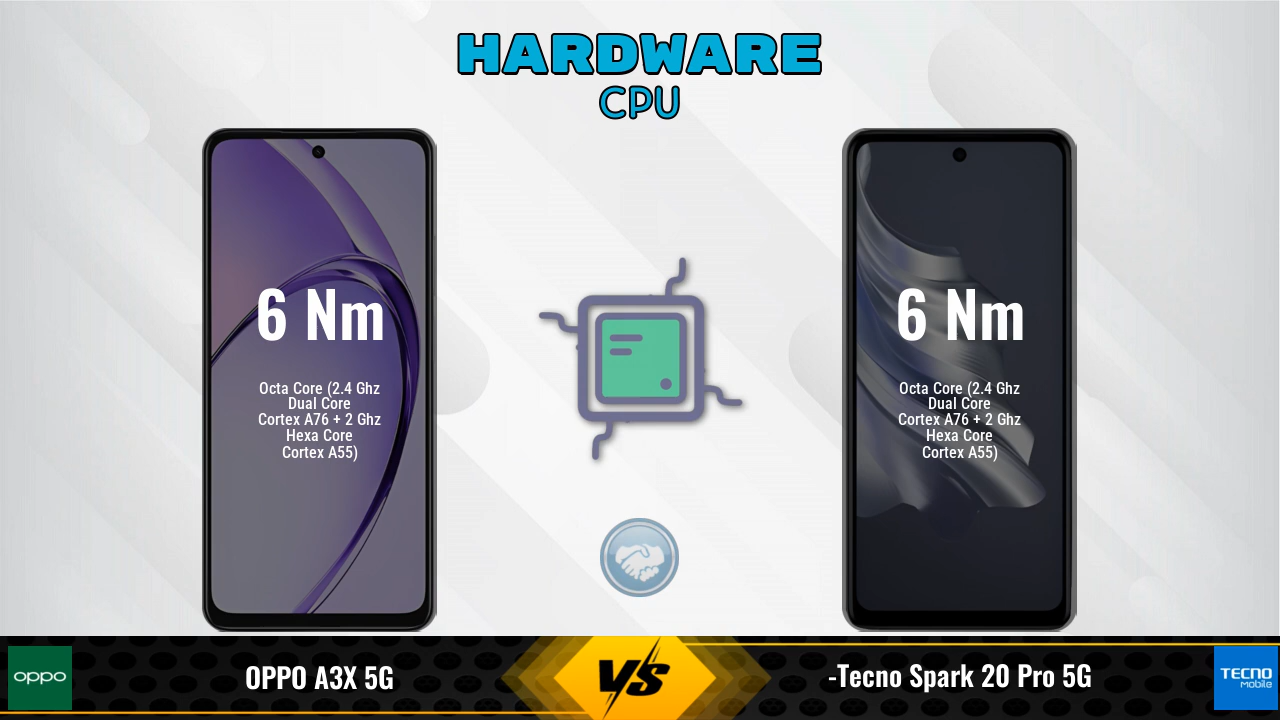 HARDWARE
CPU
6 Nm
Octa Core (2.4 Ghz
Dual Core
Cortex A76 + 2 Ghz
Hexa Core
Cortex A55)
6 Nm
Octa Core (2.4 Ghz
Dual Core
Cortex A76 + 2 Ghz
Hexa Core
Cortex A55)
oppo
OPPO A3X 5G
VS
-Tecno Spark 20 Pro 5G
TECNO
mobile